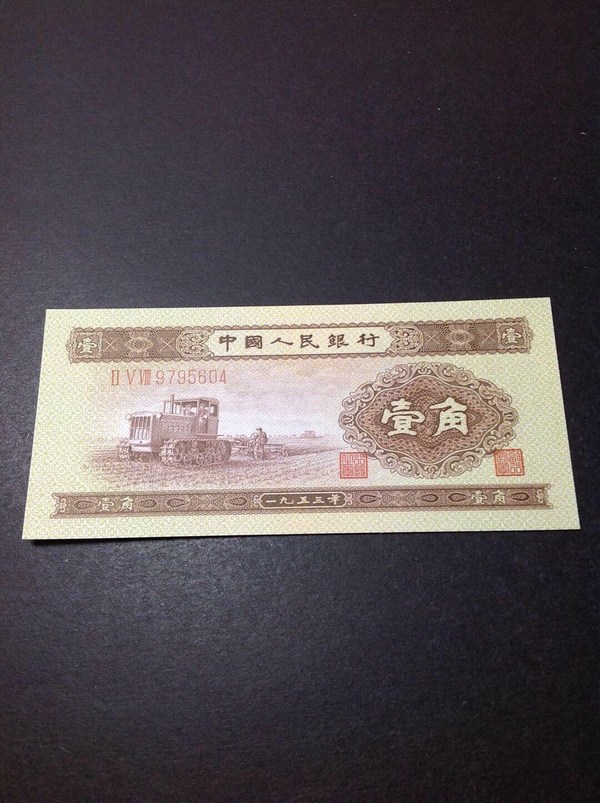 壹 中國人民銀行 壹
II V VIII 9795604
壹角
壹角 一九五三年 壹角